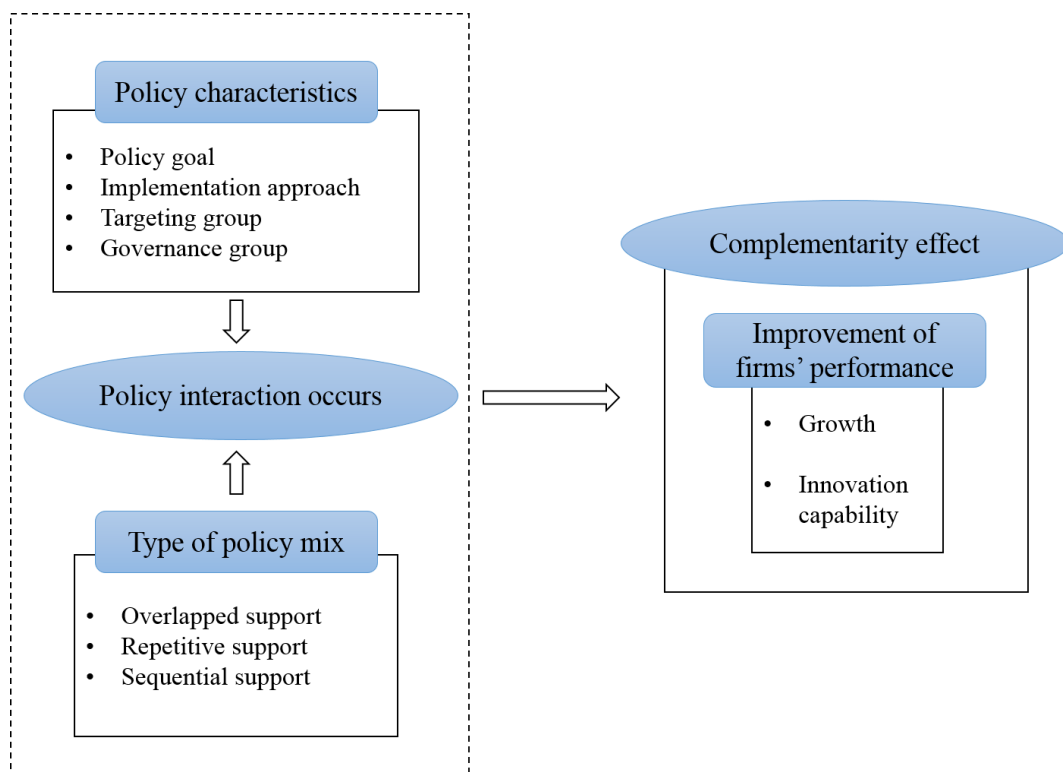 Policy characteristics
• Policy goal
• Implementation approach
• Targeting group
• Governance group
Policy interaction occurs
Type of policy mix
• Overlapped support
• Repetitive support
• Sequential support
Complementarity effect
Improvement of
firms’ performance
• Growth
• Innovation
capability